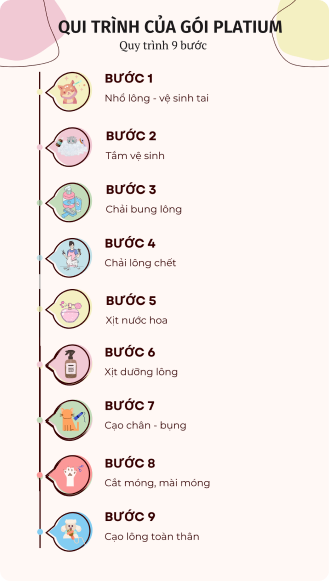 QUI TRÌNH CỦA GÓI PLATIUM
Quy trình 9 bước
BƯỚC 1
Nhổ lông - vệ sinh tai
BƯỚC 2
Tắm vệ sinh
BƯỚC 3
Chải bung lông
BƯỚC 4
Chải lông chết
BƯỚC 5
Xịt nước hoa
BƯỚC 6
Xịt dưỡng lông
BƯỚC 7
Cạo chân - bụng
BƯỚC 8
Cắt móng, mài móng
BƯỚC 9
Cạo lông toàn thân